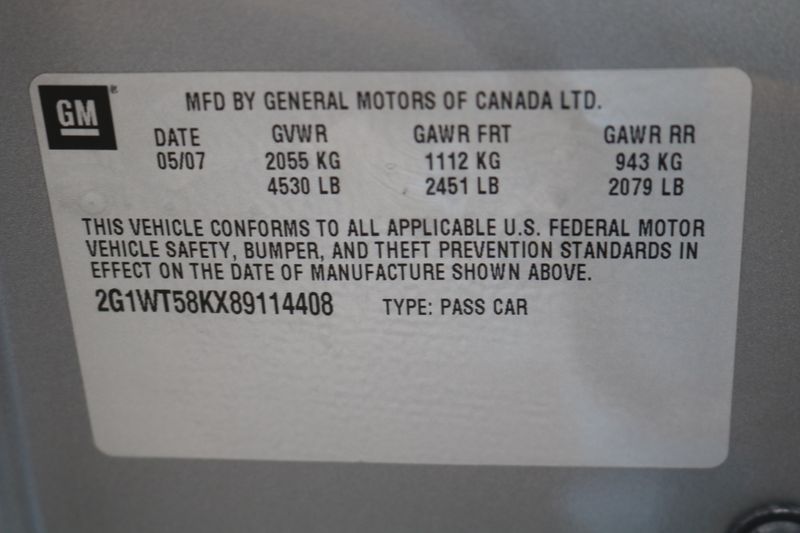 GM®
MFD BY GENERAL MOTORS OF CANADA LTD.
DATE GVWR GAWR FRT GAWR RR
05/07 2055 KG 1112 KG 943 KG
4530 LB 2451 LB 2079 LB
THIS VEHICLE CONFORMS TO ALL APPLICABLE U.S. FEDERAL MOTOR
VEHICLE SAFETY, BUMPER, AND THEFT PREVENTION STANDARDS IN
EFFECT ON THE DATE OF MANUFACTURE SHOWN ABOVE.
2G1WT58KX89114408 TYPE: PASS CAR